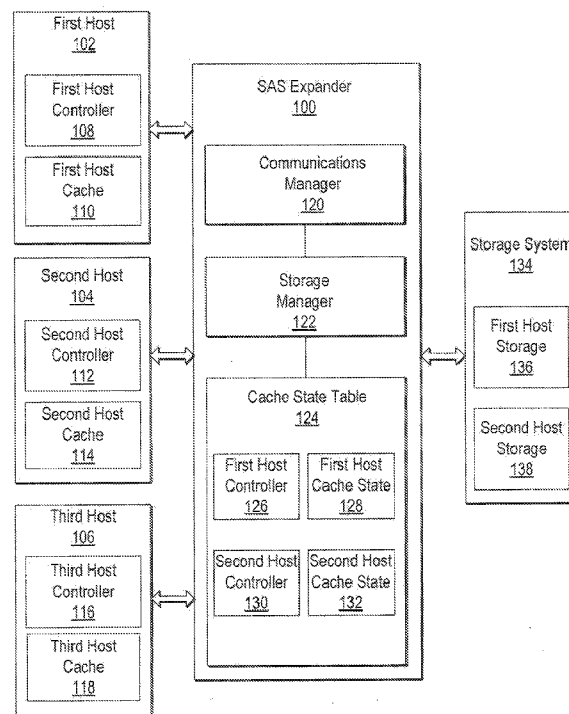 First Host
102
First Host
Controller
108
First Host
Cache
110
Second Host
104
Second Host
Controller
112
Second Host
Cache
114
Third Host
106
Third Host
Controller
116
Third Host
Cache
118
SAS Expander
100
Communications
Manager
120
Storage
Manager
122
Cache State Table
124
First Host
Controller
126
First Host
Cache State
128
Second Host
Controller
130
Second Host
Cache State
132
Storage System
134
First Host
Storage
136
Second Host
Storage
138